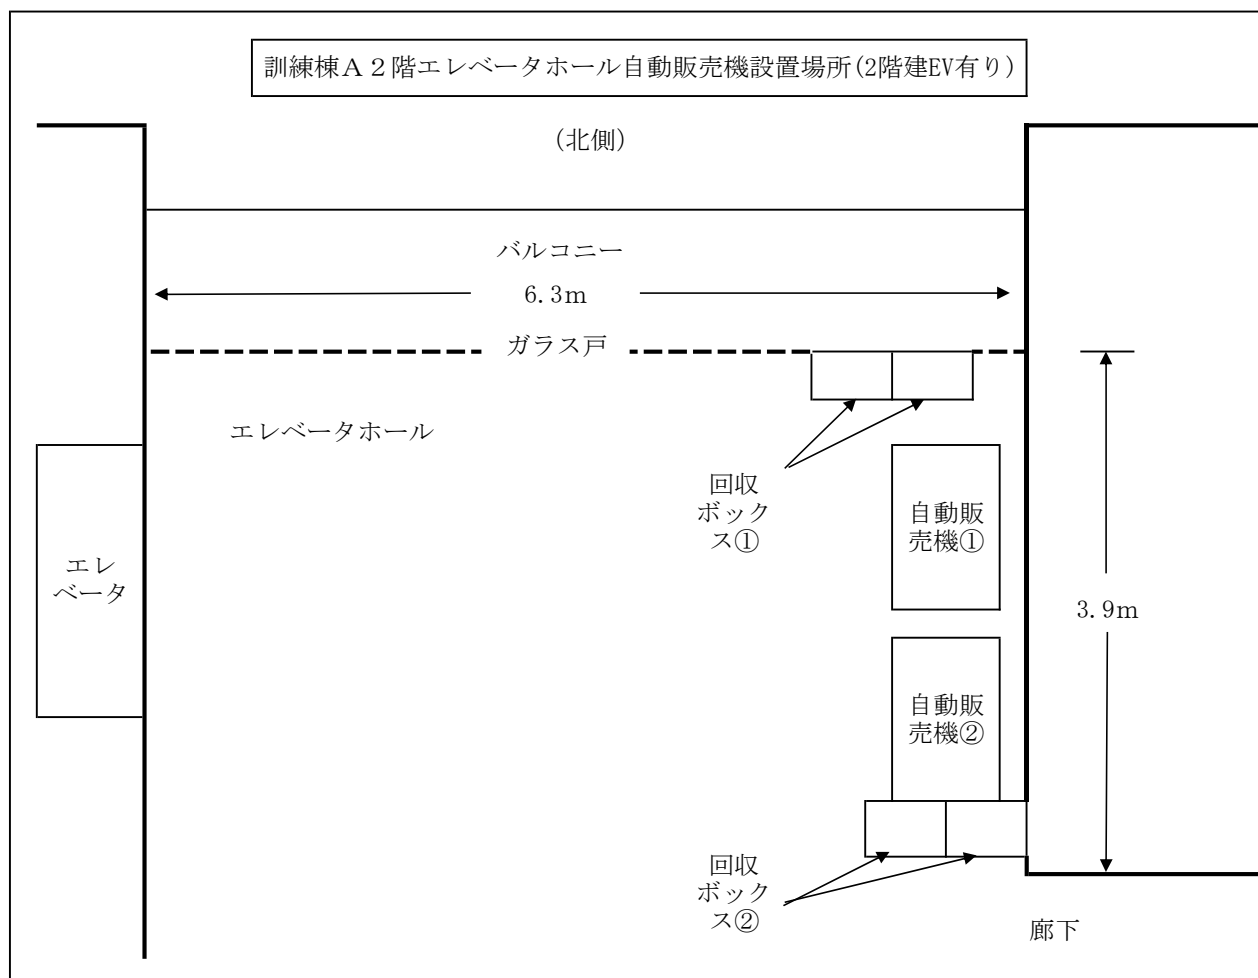 訓練棟Ａ２階エレベータホール自動販売機設置場所(2階建EV有り)
(北側)
バルコニー
6.3m
ガラス戸
エレベータホール
回収
ボック
ス①
自動販
売機①
エレ
ベータ
3.9m
自動販
売機②
回収
ボック
ス②
廊下